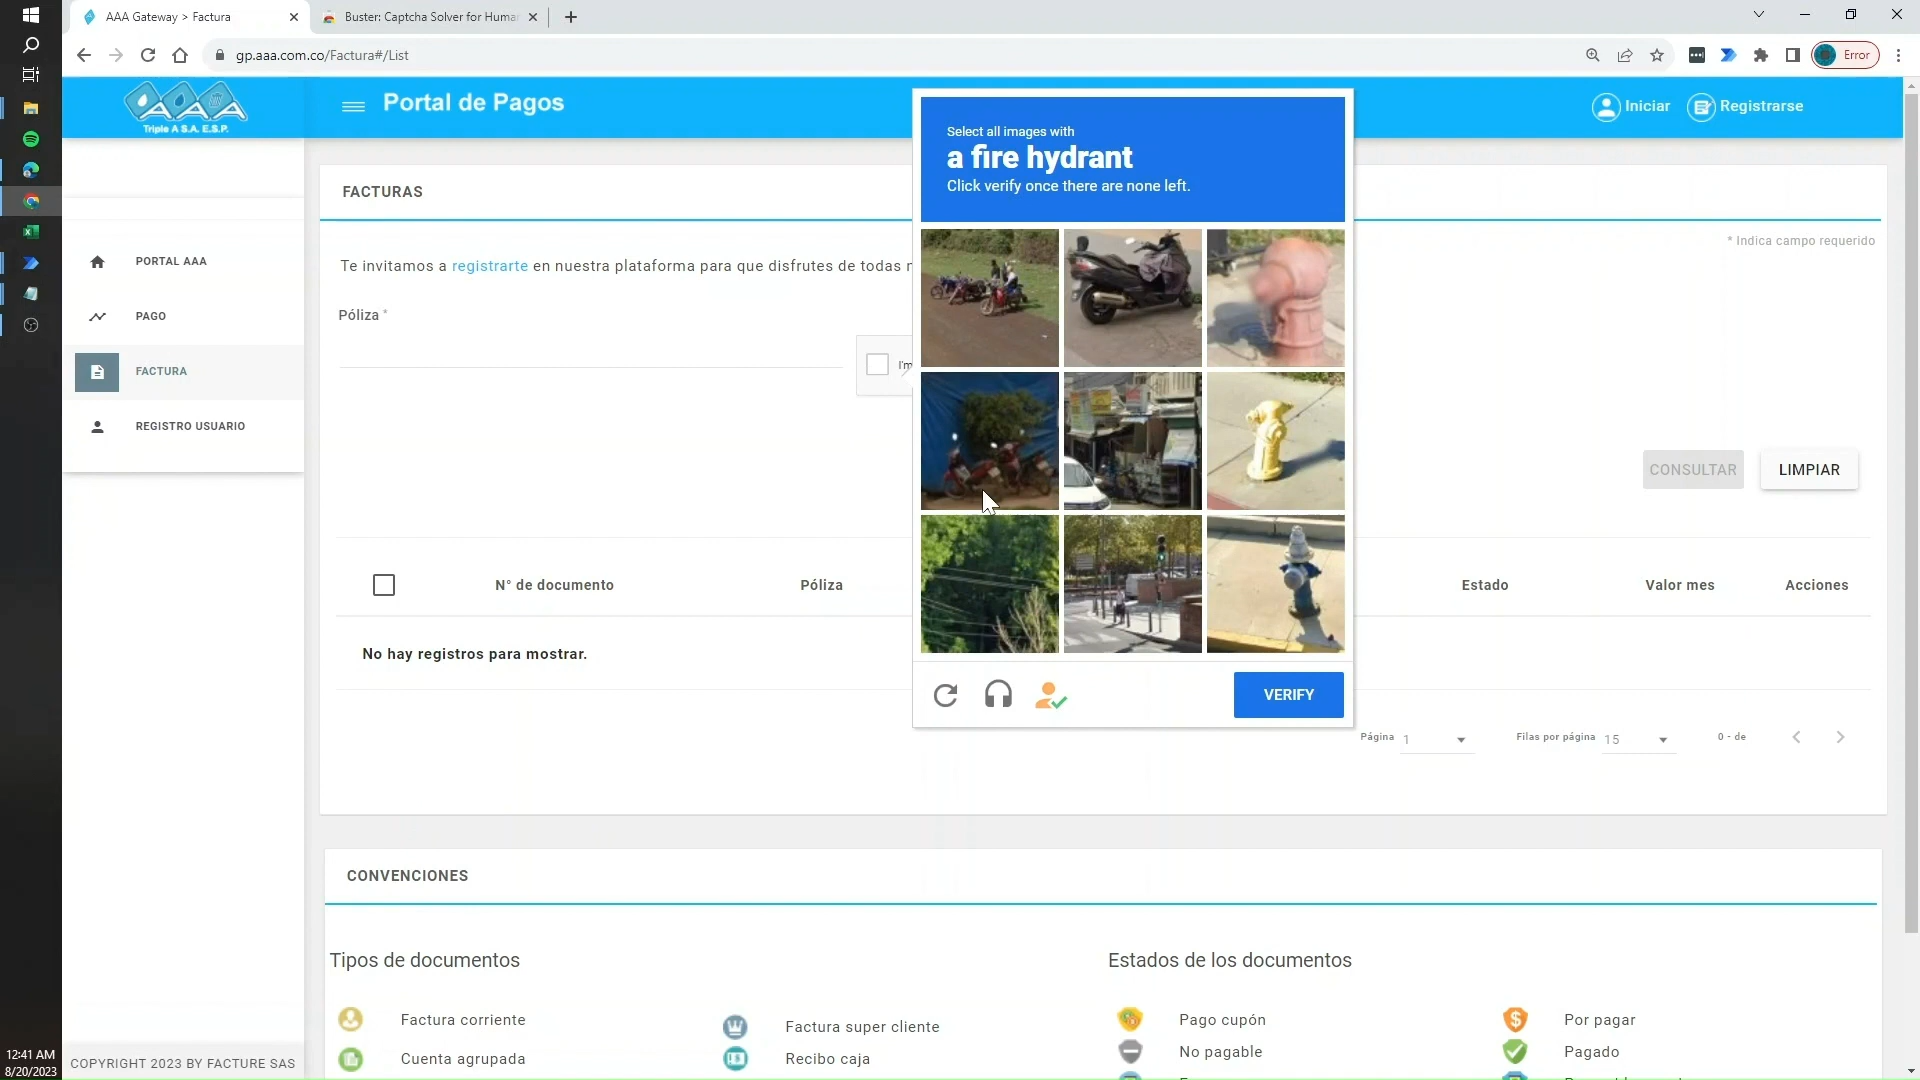 AAA Gateway > Factura
Buster: Captcha Solver for Huma
gp.aaa.com.co/Factura#/List
Error
Triple A S.A. E.S.P.
Portal de Pagos
Iniciar
Registrarse
PORTAL AAA
PAGO
FACTURA
REGISTRO USUARIO
FACTURAS
* Indica campo requerido
Te invitamos a registrarte en nuestra plataforma para que disfrutes de todas
Póliza *
I'm
Select all images with
a fire hydrant
Click verify once there are none left.
VERIFY
CONSULTAR
LIMPIAR
N° de documento
Póliza
Estado
Valor mes
Acciones
No hay registros para mostrar.
Página 1
Filas por página 15
0 - de
CONVENCIONES
Tipos de documentos
Estados de los documentos
Factura corriente
Factura super cliente
Pago cupón
Por pagar
Cuenta agrupada
Recibo caja
No pagable
Pagado
COPYRIGHT 2023 BY FACTURE SAS
12:41 AM
8/20/2023